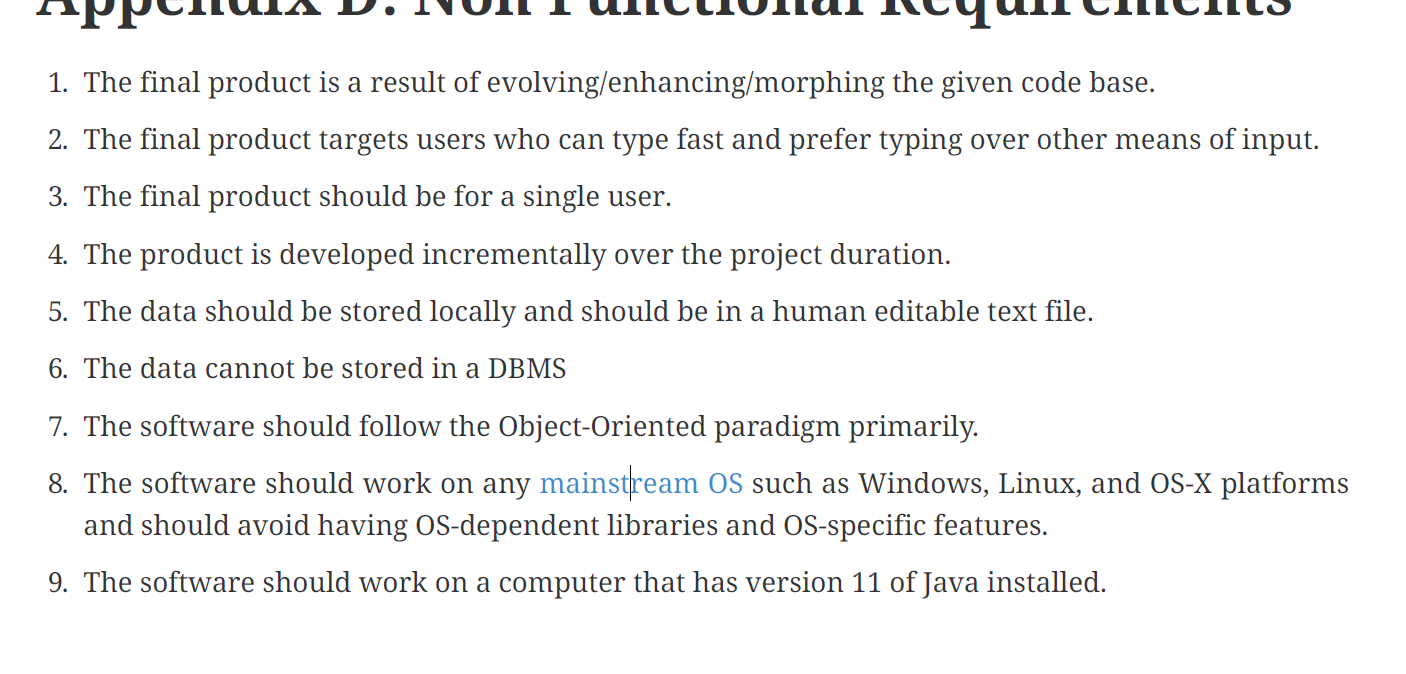 Appendix D: Non Functional Requirements
1. The final product is a result of evolving/enhancing/morphing the given code base.
2. The final product targets users who can type fast and prefer typing over other means of input.
3. The final product should be for a single user.
4. The product is developed incrementally over the project duration.
5. The data should be stored locally and should be in a human editable text file.
6. The data cannot be stored in a DBMS
7. The software should follow the Object-Oriented paradigm primarily.
8. The software should work on any mainstream OS such as Windows, Linux, and OS-X platforms
and should avoid having OS-dependent libraries and OS-specific features.
9. The software should work on a computer that has version 11 of Java installed.